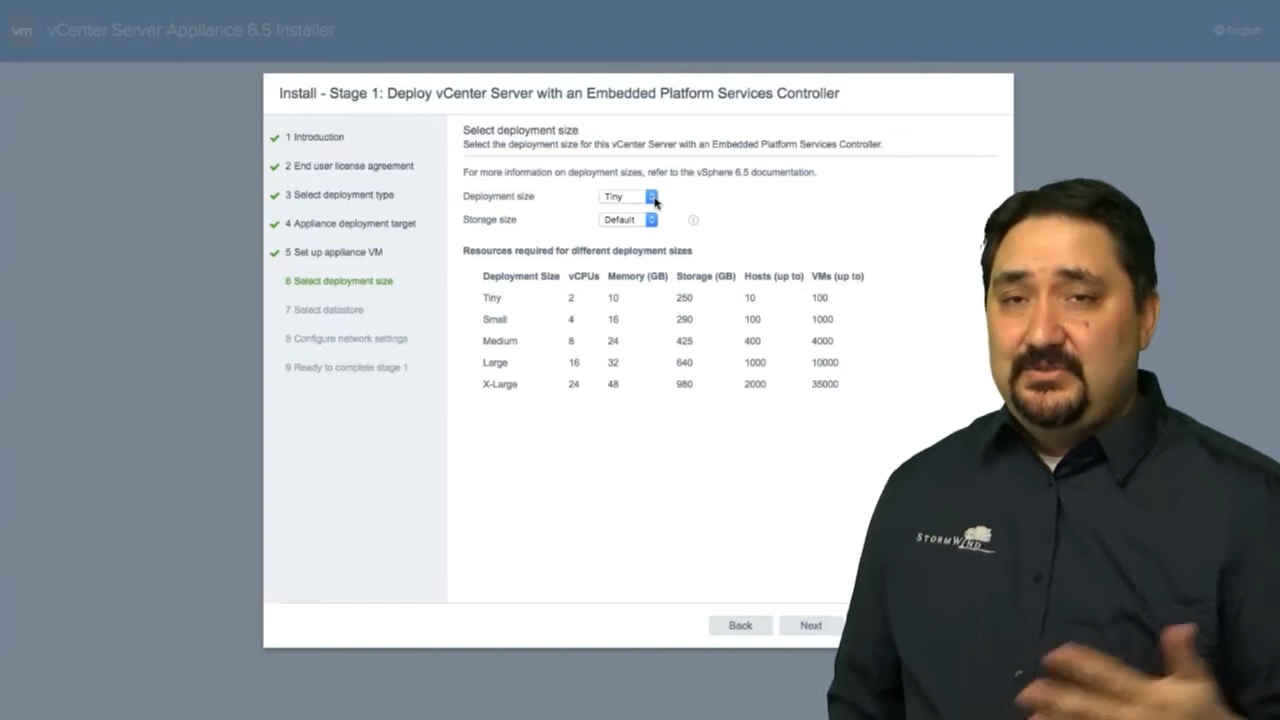 vm vCenter Server Appliance 6.5 Installer
English
Install - Stage 1: Deploy vCenter Server with an Embedded Platform Services Controller
1 Introduction
2 End user license agreement
3 Select deployment type
4 Appliance deployment target
5 Set up appliance VM
6 Select deployment size
7 Select datastore
8 Configure network settings
9 Ready to complete stage 1
Select deployment size
Select the deployment size for this vCenter Server with an Embedded Platform Services Controller.
For more information on deployment sizes, refer to the vSphere 6.5 documentation.
Deployment size Tiny
Storage size Default
Resources required for different deployment sizes
Deployment Size vCPUs Memory (GB) Storage (GB) Hosts (up to) VMs (up to)
Tiny 2 10 250 10 100
Small 4 16 290 100 1000
Medium 8 24 425 400 4000
Large 16 32 640 1000 10000
X-Large 24 48 980 2000 35000
Back Next
STORMWIND